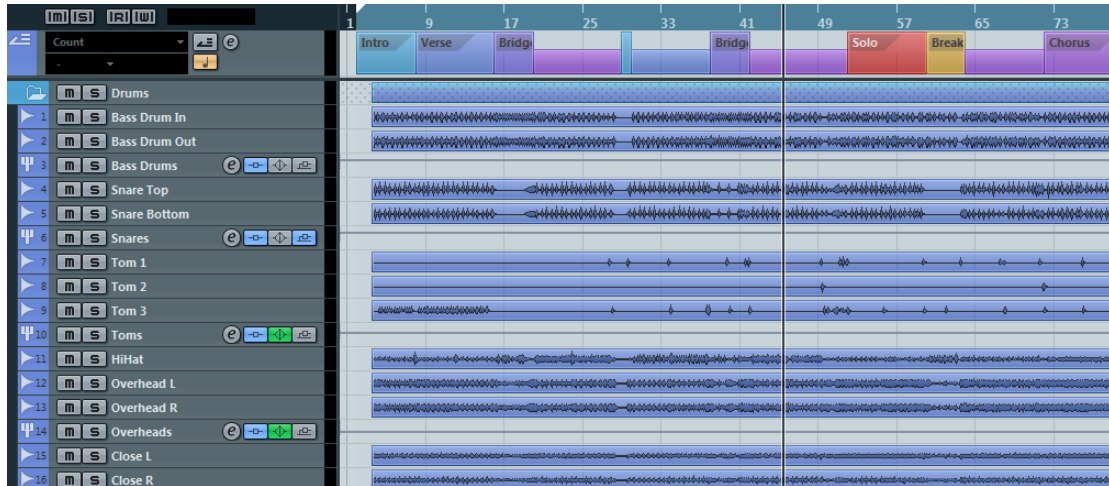 M S R W
1 9 17 25 33 41 49 57 65 73
Count
-
Intro Verse Bridg Bridg Solo Break Chorus
m S Drums
1 m S Bass Drum In
2 m S Bass Drum Out
3 m S Bass Drums e
4 m S Snare Top
5 m S Snare Bottom
6 m S Snares e
7 m S Tom 1
8 m S Tom 2
9 m S Tom 3
10 m S Toms e
11 m S HiHat
12 m S Overhead L
13 m S Overhead R
14 m S Overheads e
15 m S Close L
16 m S Close R